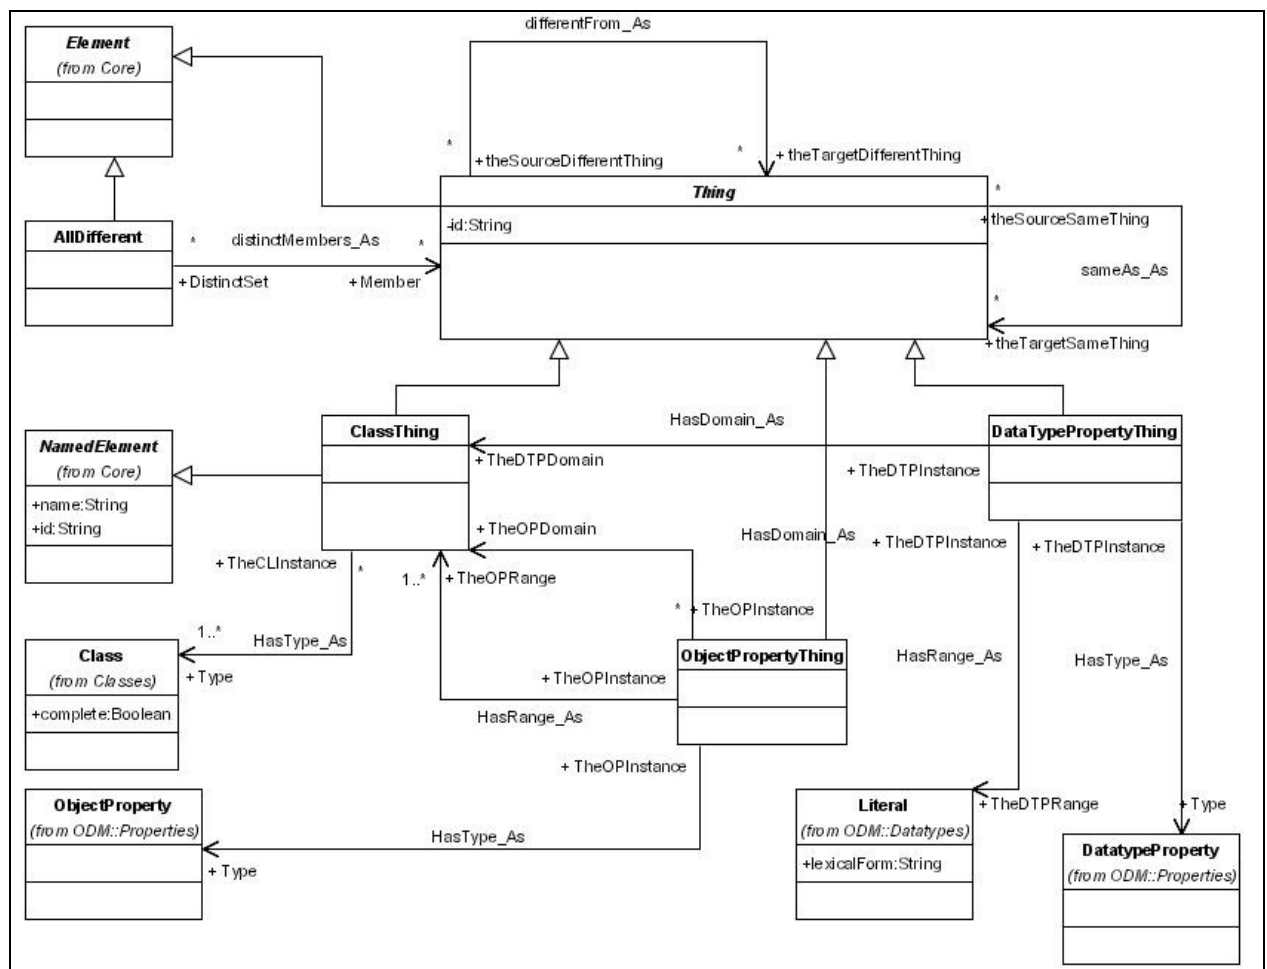 differentFrom_As
Element
(from Core)
*
+theSourceDifferentThing
*
+theTargetDifferentThing
Thing
-id:String
*
+theSourceSameThing
sameAs_As
*
+theTargetSameThing
AllDifferent
*
distinctMembers_As
*
+DistinctSet
+Member
ClassThing
HasDomain_As
DataTypePropertyThing
NamedElement
(from Core)
+name:String
+id:String
+TheDTPDomain
+TheDTPInstance
+TheOPDomain
HasDomain_As
+TheDTPInstance
+TheDTPInstance
+TheCLInstance
*
1..*
+TheOPRange
*
+TheOPInstance
1..*
HasType_As
+Type
Class
(from Classes)
+complete:Boolean
ObjectPropertyThing
+TheOPInstance
HasRange_As
HasRange_As
HasType_As
+TheOPInstance
ObjectProperty
(from ODM::Properties)
HasType_As
+Type
Literal
(from ODM::Datatypes)
+lexicalForm:String
+TheDTPRange
+Type
DatatypeProperty
(from ODM::Properties)